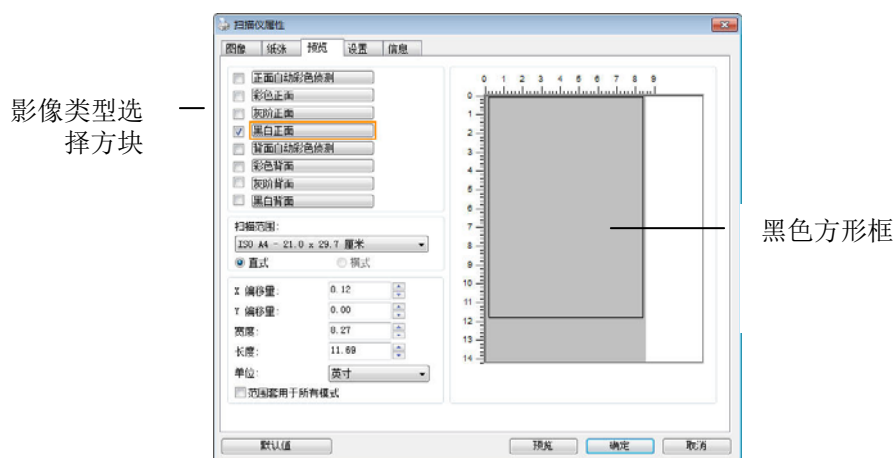 扫描仪属性
图像 纸张 预览 设置 信息
影像类型选
择方块
正面自动彩色侦测
彩色正面
灰阶正面
黑白正面
背面自动彩色侦测
彩色背面
灰阶背面
黑白背面
扫描范围:
ISO A4 - 21.0 x 29.7 厘米
直式 横式
X 偏移量: 0.12
Y 偏移量: 0.00
宽度: 8.27
长度: 11.69
单位: 英寸
范围套用于所有模式
0 1 2 3 4 5 6 7 8 9
0
1
2
3
4
5
6
7
8
9
10
11
12
13
14
黑色方形框
默认值 预览 确定 取消